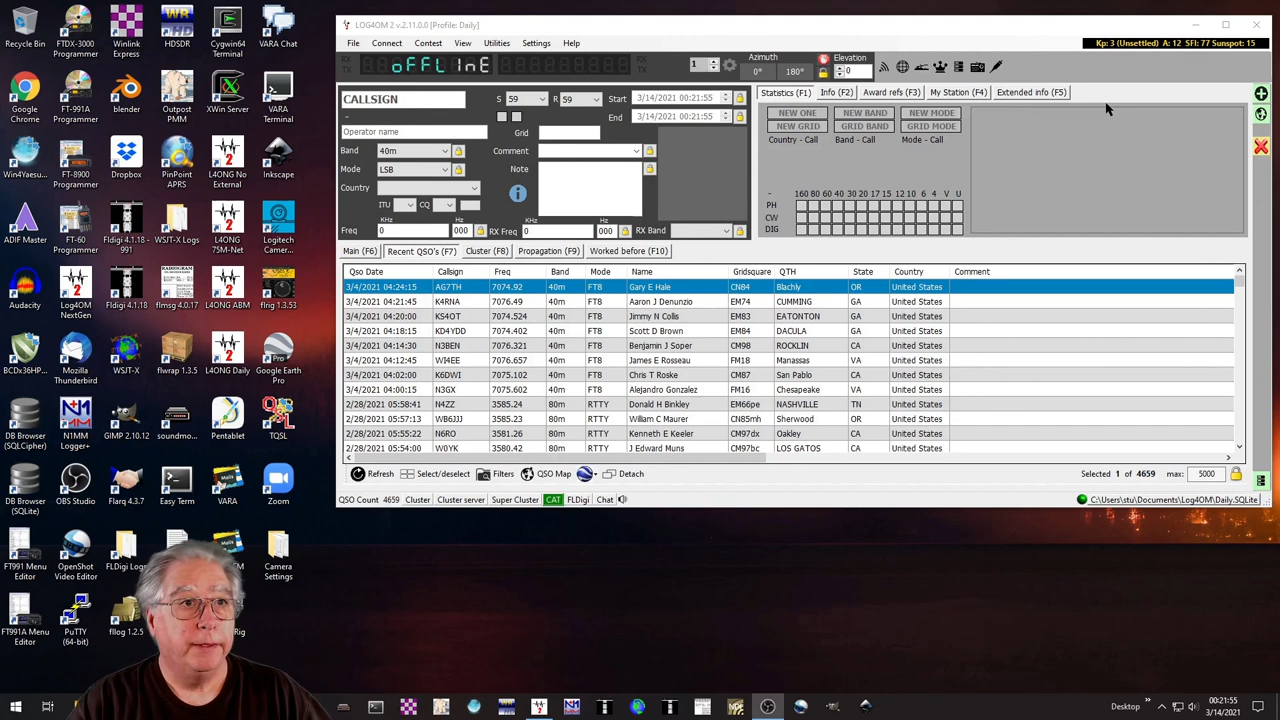 LOG4OM 2 v.2.11.0.0 [Profile: Daily]
File Connect Contest View Utilities Settings Help
Kp: 3 (Unsettled) A: 12 SFI: 77 Sunspot: 15
RX
TX
oFFLInE
RX
TX
1
Azimuth
0° 180°
Elevation
0
CALLSIGN
S 59 R 59 Start 3/14/2021 00:21:55
- End 3/14/2021 00:21:55
Operator name
Grid
Band 40m Comment
Mode LSB Note
Country
ITU CQ
KHz Hz KHz Hz
Freq 0 000 RX Freq 0 000 RX Band
Statistics (F1) Info (F2) Award refs (F3) My Station (F4) Extended info (F5)
NEW ONE NEW BAND NEW MODE
NEW GRID GRID BAND GRID MODE
Country - Call Band - Call Mode - Call
- 160 80 60 40 30 20 17 15 12 10 6 4 V U
PH
CW
DIG
Main (F6) Recent QSO's (F7) Cluster (F8) Propagation (F9) Worked before (F10)
Qso Date Callsign Freq Band Mode Name Gridsquare QTH State Country Comment
3/4/2021 04:24:15 AG7TH 7074.92 40m FT8 Gary E Hale CN84 Blachly OR United States
3/4/2021 04:21:45 K4RNA 7076.49 40m FT8 Aaron J Denunzio EM74 CUMMING GA United States
3/4/2021 04:20:00 KS4OT 7074.524 40m FT8 Jimmy N Collis EM83 EATONTON GA United States
3/4/2021 04:18:15 KD4YDD 7074.402 40m FT8 Scott D Brown EM84 DACULA GA United States
3/4/2021 04:14:30 N3BEN 7076.321 40m FT8 Benjamin J Soper CM98 ROCKLIN CA United States
3/4/2021 04:12:45 WI4EE 7076.657 40m FT8 James E Rosseau FM18 Manassas VA United States
3/4/2021 04:02:00 K6DWI 7075.102 40m FT8 Chris T Roske CM87 San Pablo CA United States
3/4/2021 04:00:15 N3GX 7075.602 40m FT8 Alejandro Gonzalez FM16 Chesapeake VA United States
2/28/2021 05:58:41 N4ZZ 3585.24 80m RTTY Donald H Binkley EM66pe NASHVILLE TN United States
2/28/2021 05:57:13 WB6JJJ 3583.23 80m RTTY William C Maurer CN85mh Sherwood OR United States
2/28/2021 05:55:22 N6RO 3581.26 80m RTTY Kenneth E Keeler CM97dx Oakley CA United States
2/28/2021 05:54:00 W0YK 3580.42 80m RTTY J Edward Muns CM97bc LOS GATOS CA United States
Refresh Select/deselect Filters QSO Map Detach Selected 1 of 4659 max: 5000
QSO Count 4659 Cluster Cluster server Super Cluster CAT FLDigi Chat C:\Users\stu\Documents\Log4OM\Daily.SQLite
Recycle Bin
FTDX-3000 Programmer
Winlink Express
HDSDR
Cygwin64 Terminal
VARA Chat
Google Chrome
FT-991A Programmer
blender
Outpost PMM
XWin Server
VARA Terminal
Win4Yaesu...
FT-8900 Programmer
Dropbox
PinPoint APRS
L4ONG No External
Inkscape
ADIF Master
FT-60 Programmer
Fldigi 4.1.18 - 991
WSJT-X Logs
L4ONG 75M-Net
Logitech Camer...
Audacity
Log4OM NextGen
Fldigi 4.1.18
flmsg 4.0.17
L4ONG ABM
flrig 1.3.53
BCDx36HP...
Mozilla Thunderbird
WSJT-X
flwrap 1.3.5
L4ONG Daily
Google Earth Pro
DB Browser (SQLCipher)
N1MM Logger+
GIMP 2.10.12
soundmo...
Pentablet
TQSL
DB Browser (SQLite)
OBS Studio
Flarq 4.3.7
Easy Term
VARA
Zoom
FT991 Menu Editor
OpenShot Video Editor
FLDigi Logs
Camera Settings
FT991A Menu Editor
PuTTY (64-bit)
fllog 1.2.5
Desktop
00:21:55
3/14/2021